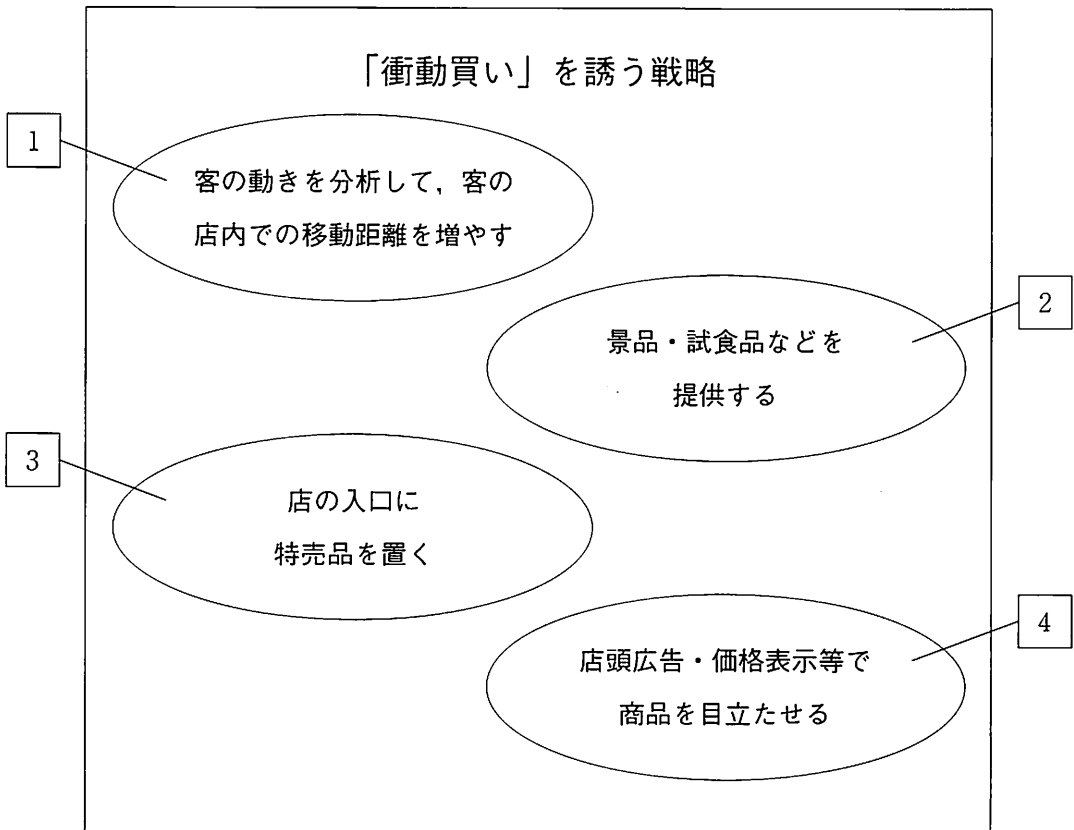 「衝動買い」を誘う戦略
1
客の動きを分析して，客の
店内での移動距離を増やす
2
景品・試食品などを
提供する
3
店の入口に
特売品を置く
4
店頭広告・価格表示等で
商品を目立たせる